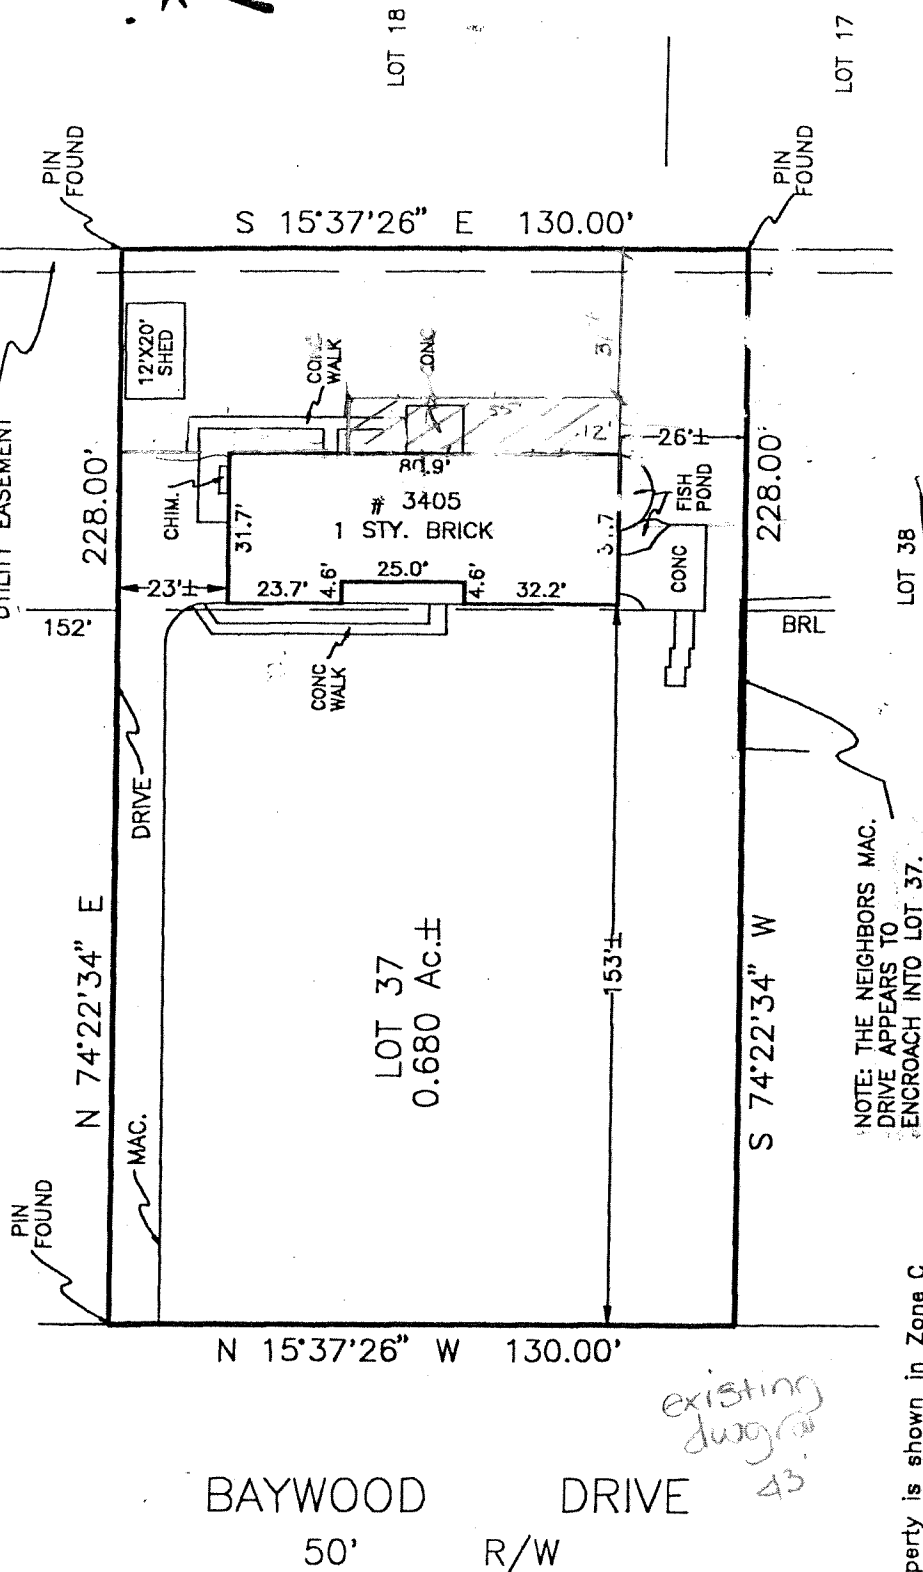 LOT 18
LOT 17
PIN
FOUND
PIN
FOUND
S 15°37'26" E 130.00'
UTILITY EASEMENT
12'X20'
SHED
CONC
WALK
CONC
228.00'
CHIM.
12'
26'±
80.9'
# 3405
1 STY. BRICK
31.7'
31.7
FISH
POND
228.00'
23'±
23.7'
4.6'
25.0'
4.6'
32.2'
CONC
LOT 38
152'
BRL
CONC
WALK
DRIVE
N 74°22'34" E
LOT 37
0.680 Ac.±
153'±
S 74°22'34" W
NOTE: THE NEIGHBORS MAC.
DRIVE APPEARS TO
ENCROACH INTO LOT 37.
MAC.
PIN
FOUND
N 15°37'26" W 130.00'
existing
43'
BAYWOOD DRIVE
50' R/W
perty is shown in Zone C